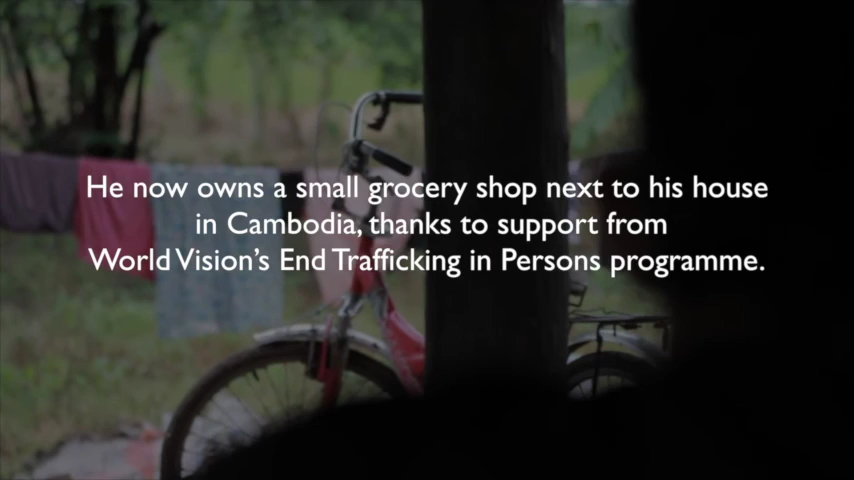 He now owns a small grocery shop next to his house
in Cambodia, thanks to support from
World Vision’s End Trafficking in Persons programme.